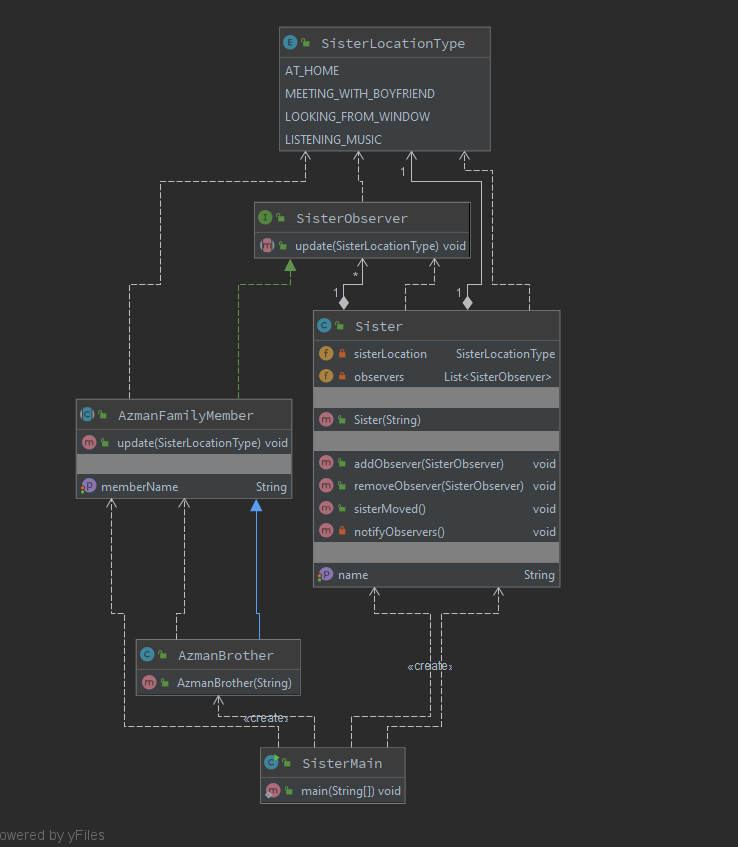 SisterLocationType
AT_HOME
MEETING_WITH_BOYFRIEND
LOOKING_FROM_WINDOW
LISTENING_MUSIC
1
SisterObserver
update(SisterLocationType) void
*
1
1
Sister
sisterLocation SisterLocationType
observers List<SisterObserver>
Sister(String)
addObserver(SisterObserver) void
removeObserver(SisterObserver) void
sisterMoved() void
notifyObservers() void
name String
AzmanFamilyMember
update(SisterLocationType) void
memberName String
AzmanBrother
AzmanBrother(String)
«create»
«create»
SisterMain
main(String[]) void
owered by yFiles